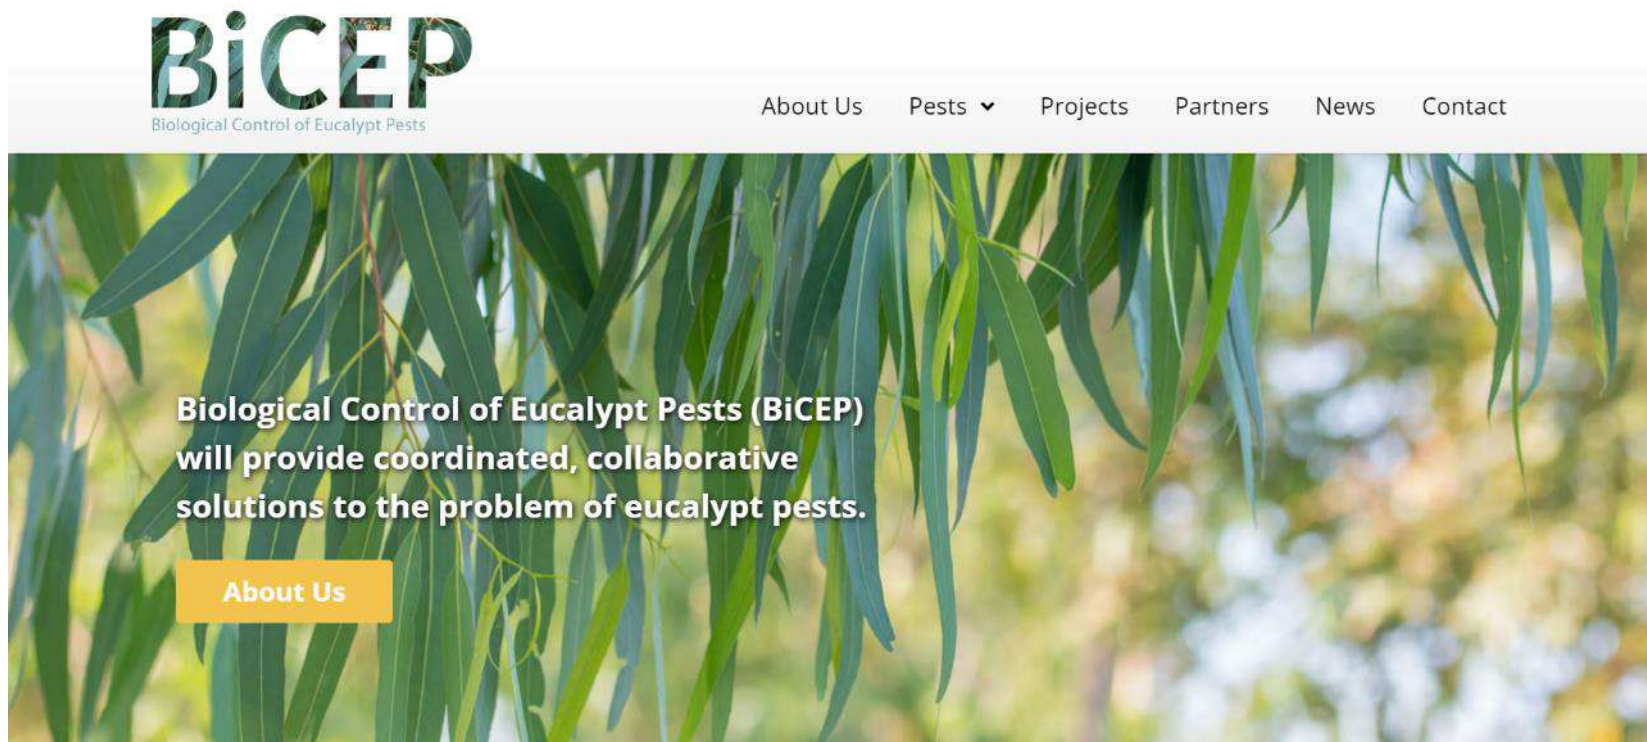 BiCEP
Biological Control of Eucalypt Pests
About Us Pests Projects Partners News Contact
Biological Control of Eucalypt Pests (BiCEP)
will provide coordinated, collaborative
solutions to the problem of eucalypt pests.
About Us